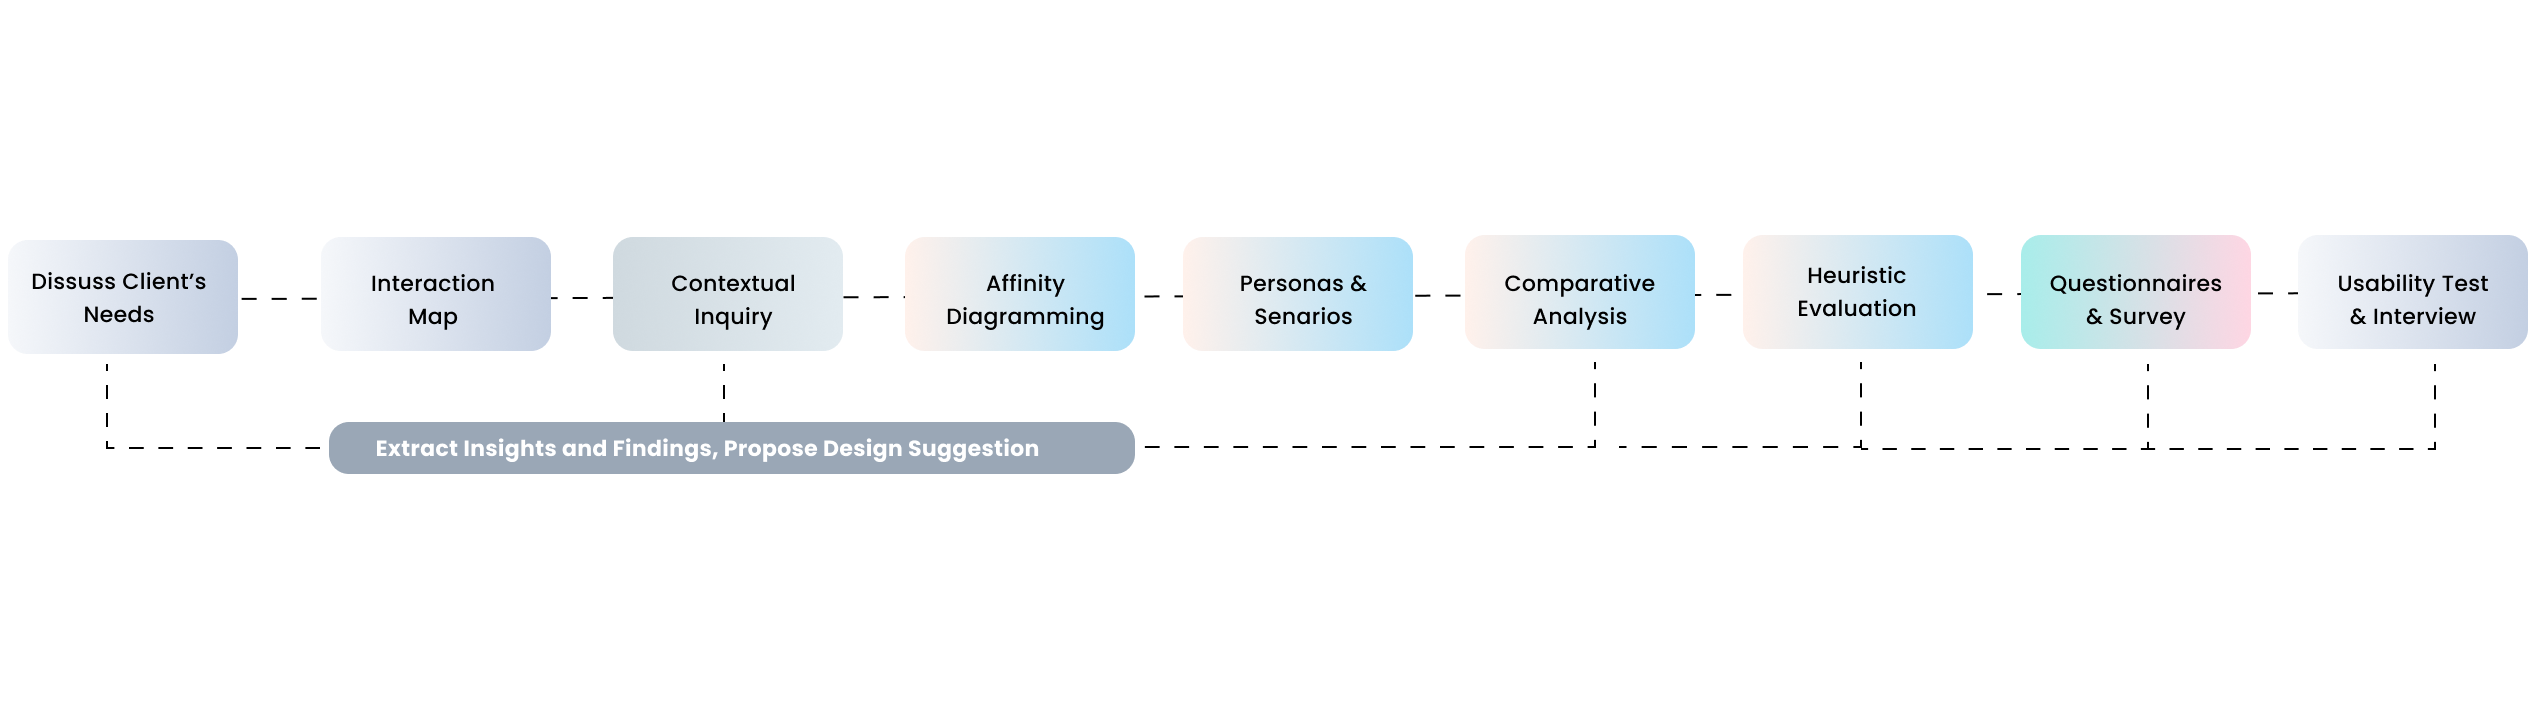 Dissuss Client’s
Needs
Interaction
Map
Contextual
Inquiry
Affinity
Diagramming
Personas &
Senarios
Comparative
Analysis
Heuristic
Evaluation
Questionnaires
& Survey
Usability Test
& Interview
Extract Insights and Findings, Propose Design Suggestion